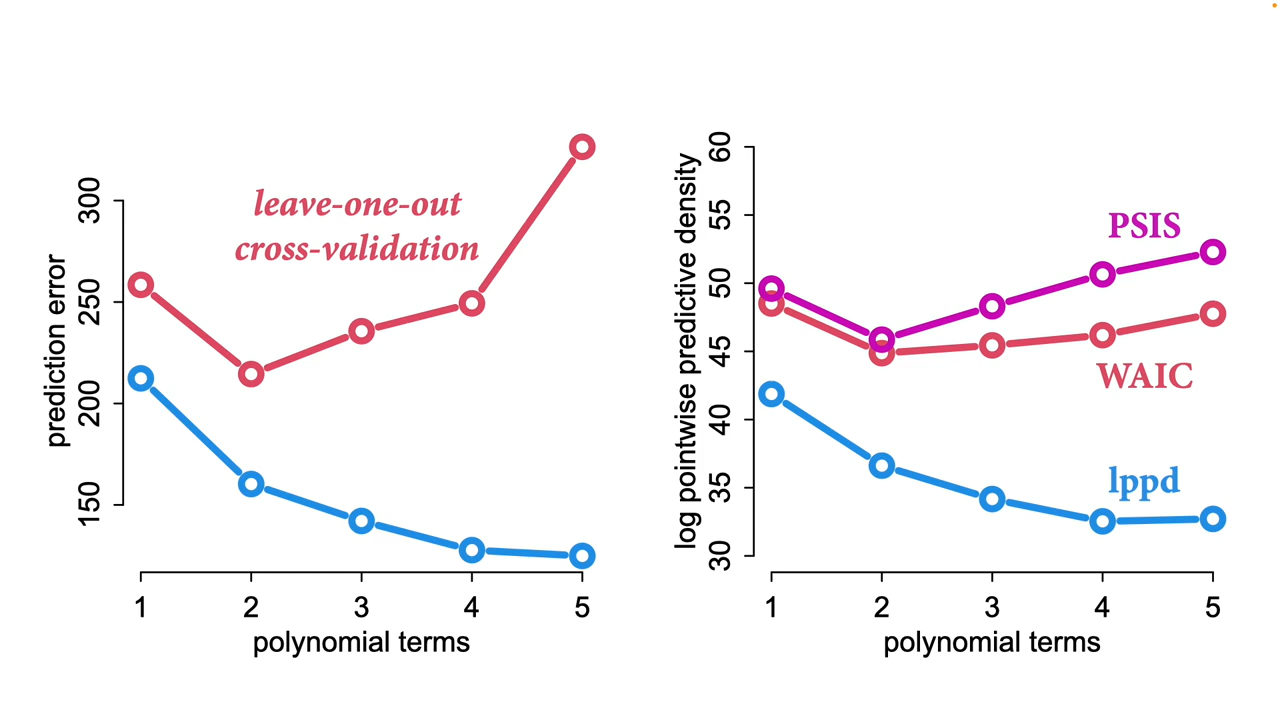 leave-one-out
cross-validation
prediction error
300
250
200
150
1 2 3 4 5
polynomial terms
PSIS
WAIC
lppd
log pointwise predictive density
60
55
50
45
40
35
30
1 2 3 4 5
polynomial terms